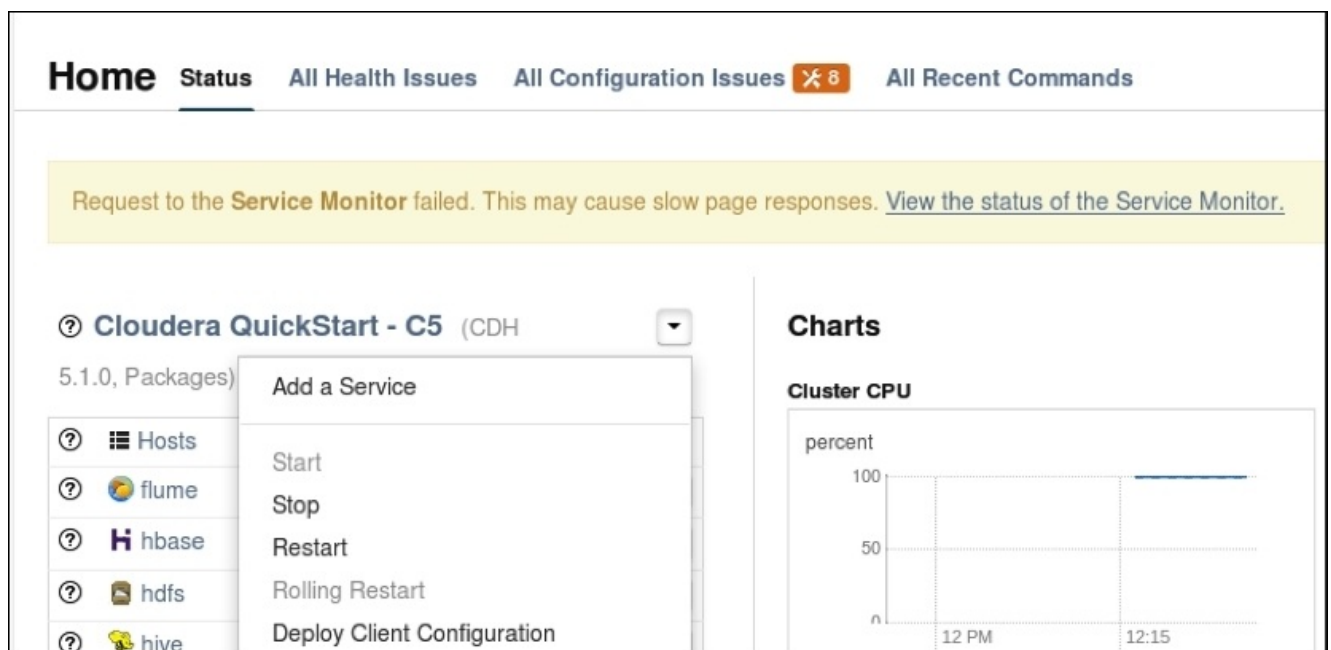 Home Status All Health Issues All Configuration Issues 8 All Recent Commands
Request to the Service Monitor failed. This may cause slow page responses. View the status of the Service Monitor.
Cloudera QuickStart - C5 (CDH
5.1.0, Packages)
Add a Service
Start
Stop
Restart
Rolling Restart
Deploy Client Configuration
Hosts
flume
hbase
hdfs
hive
Charts
Cluster CPU
percent
100
50
0
12 PM
12:15